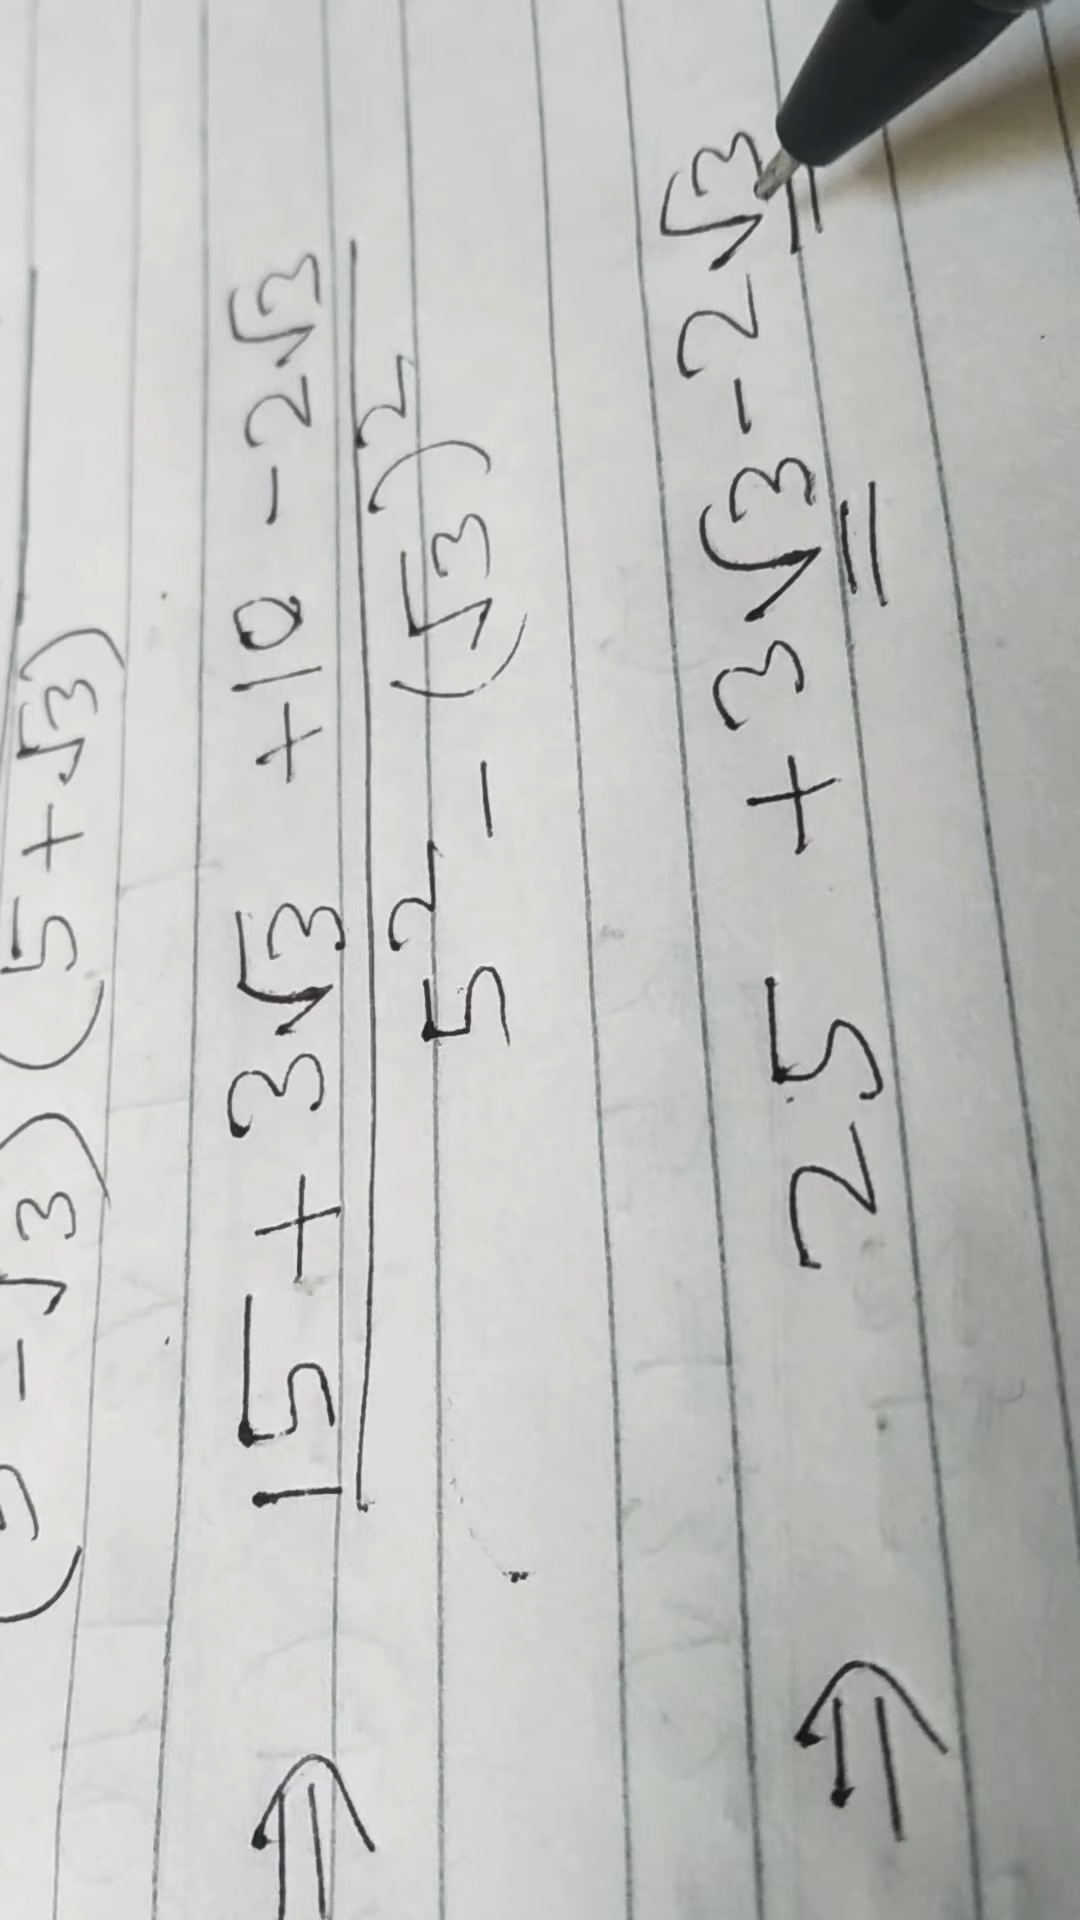 (5 - √3) (5 + √3)
⇒ 15 + 3√3 + 10 - 2√3
5² - (√3)²
⇒ 25 + 3√3 - 2√3